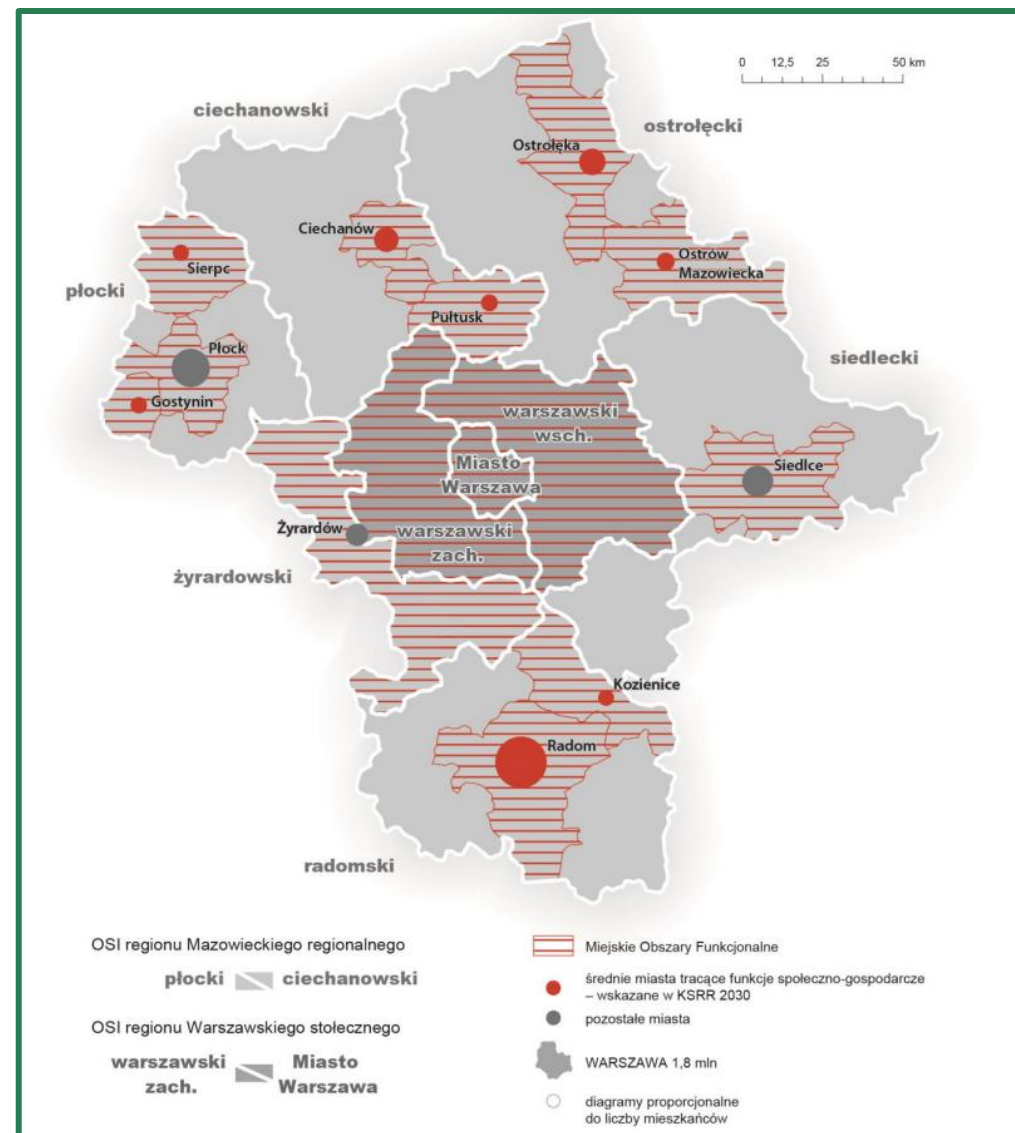 0 12,5 25 50 km
ciechanowski
ostrołęcki
Ostrołęka
Ciechanów
Sierpc
Ostrów
Mazowiecka
płocki
Pułtusk
Płock
siedlecki
Gostynin
warszawski
wsch.
Miasto
Warszawa
Siedlce
Żyrardów
warszawski
zach.
żyrardowski
Kozienice
Radom
radomski
OSI regionu Mazowieckiego regionalnego
płocki ciechanowski
OSI regionu Warszawskiego stołecznego
warszawski
zach.
Miasto
Warszawa
Miejskie Obszary Funkcjonalne
średnie miasta tracące funkcje społeczno-gospodarcze
– wskazane w KSRR 2030
pozostałe miasta
WARSZAWA 1,8 mln
diagramy proporcjonalne
do liczby mieszkańców